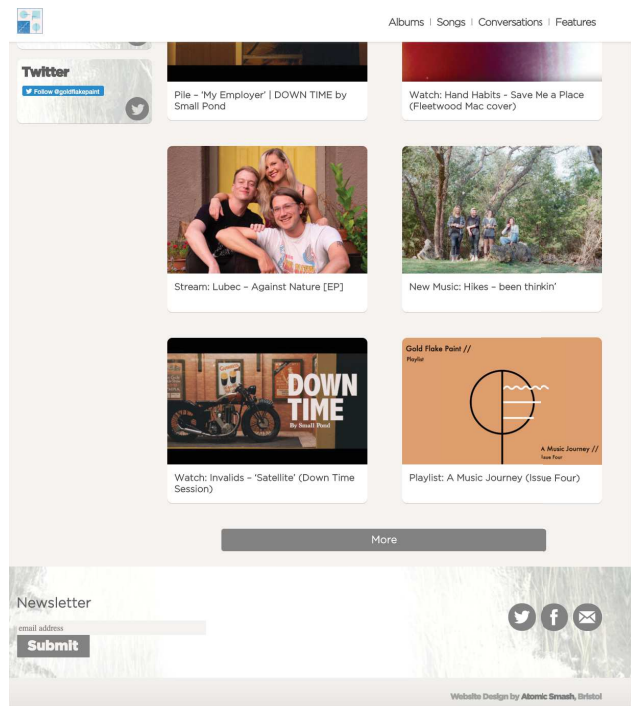 Albums | Songs | Conversations | Features
Twitter
Follow @goldflakepaint
Pile – 'My Employer' | DOWN TIME by
Small Pond
Watch: Hand Habits - Save Me a Place
(Fleetwood Mac cover)
Stream: Lubec – Against Nature [EP]
New Music: Hikes – been thinkin'
DOWN
TIME
By Small Pond
Watch: Invalids – 'Satellite' (Down Time
Session)
Gold Flake Paint //
Playlist
A Music Journey //
Issue Four
Playlist: A Music Journey (Issue Four)
More
Newsletter
email address
Submit
Website Design by Atomic Smash, Bristol